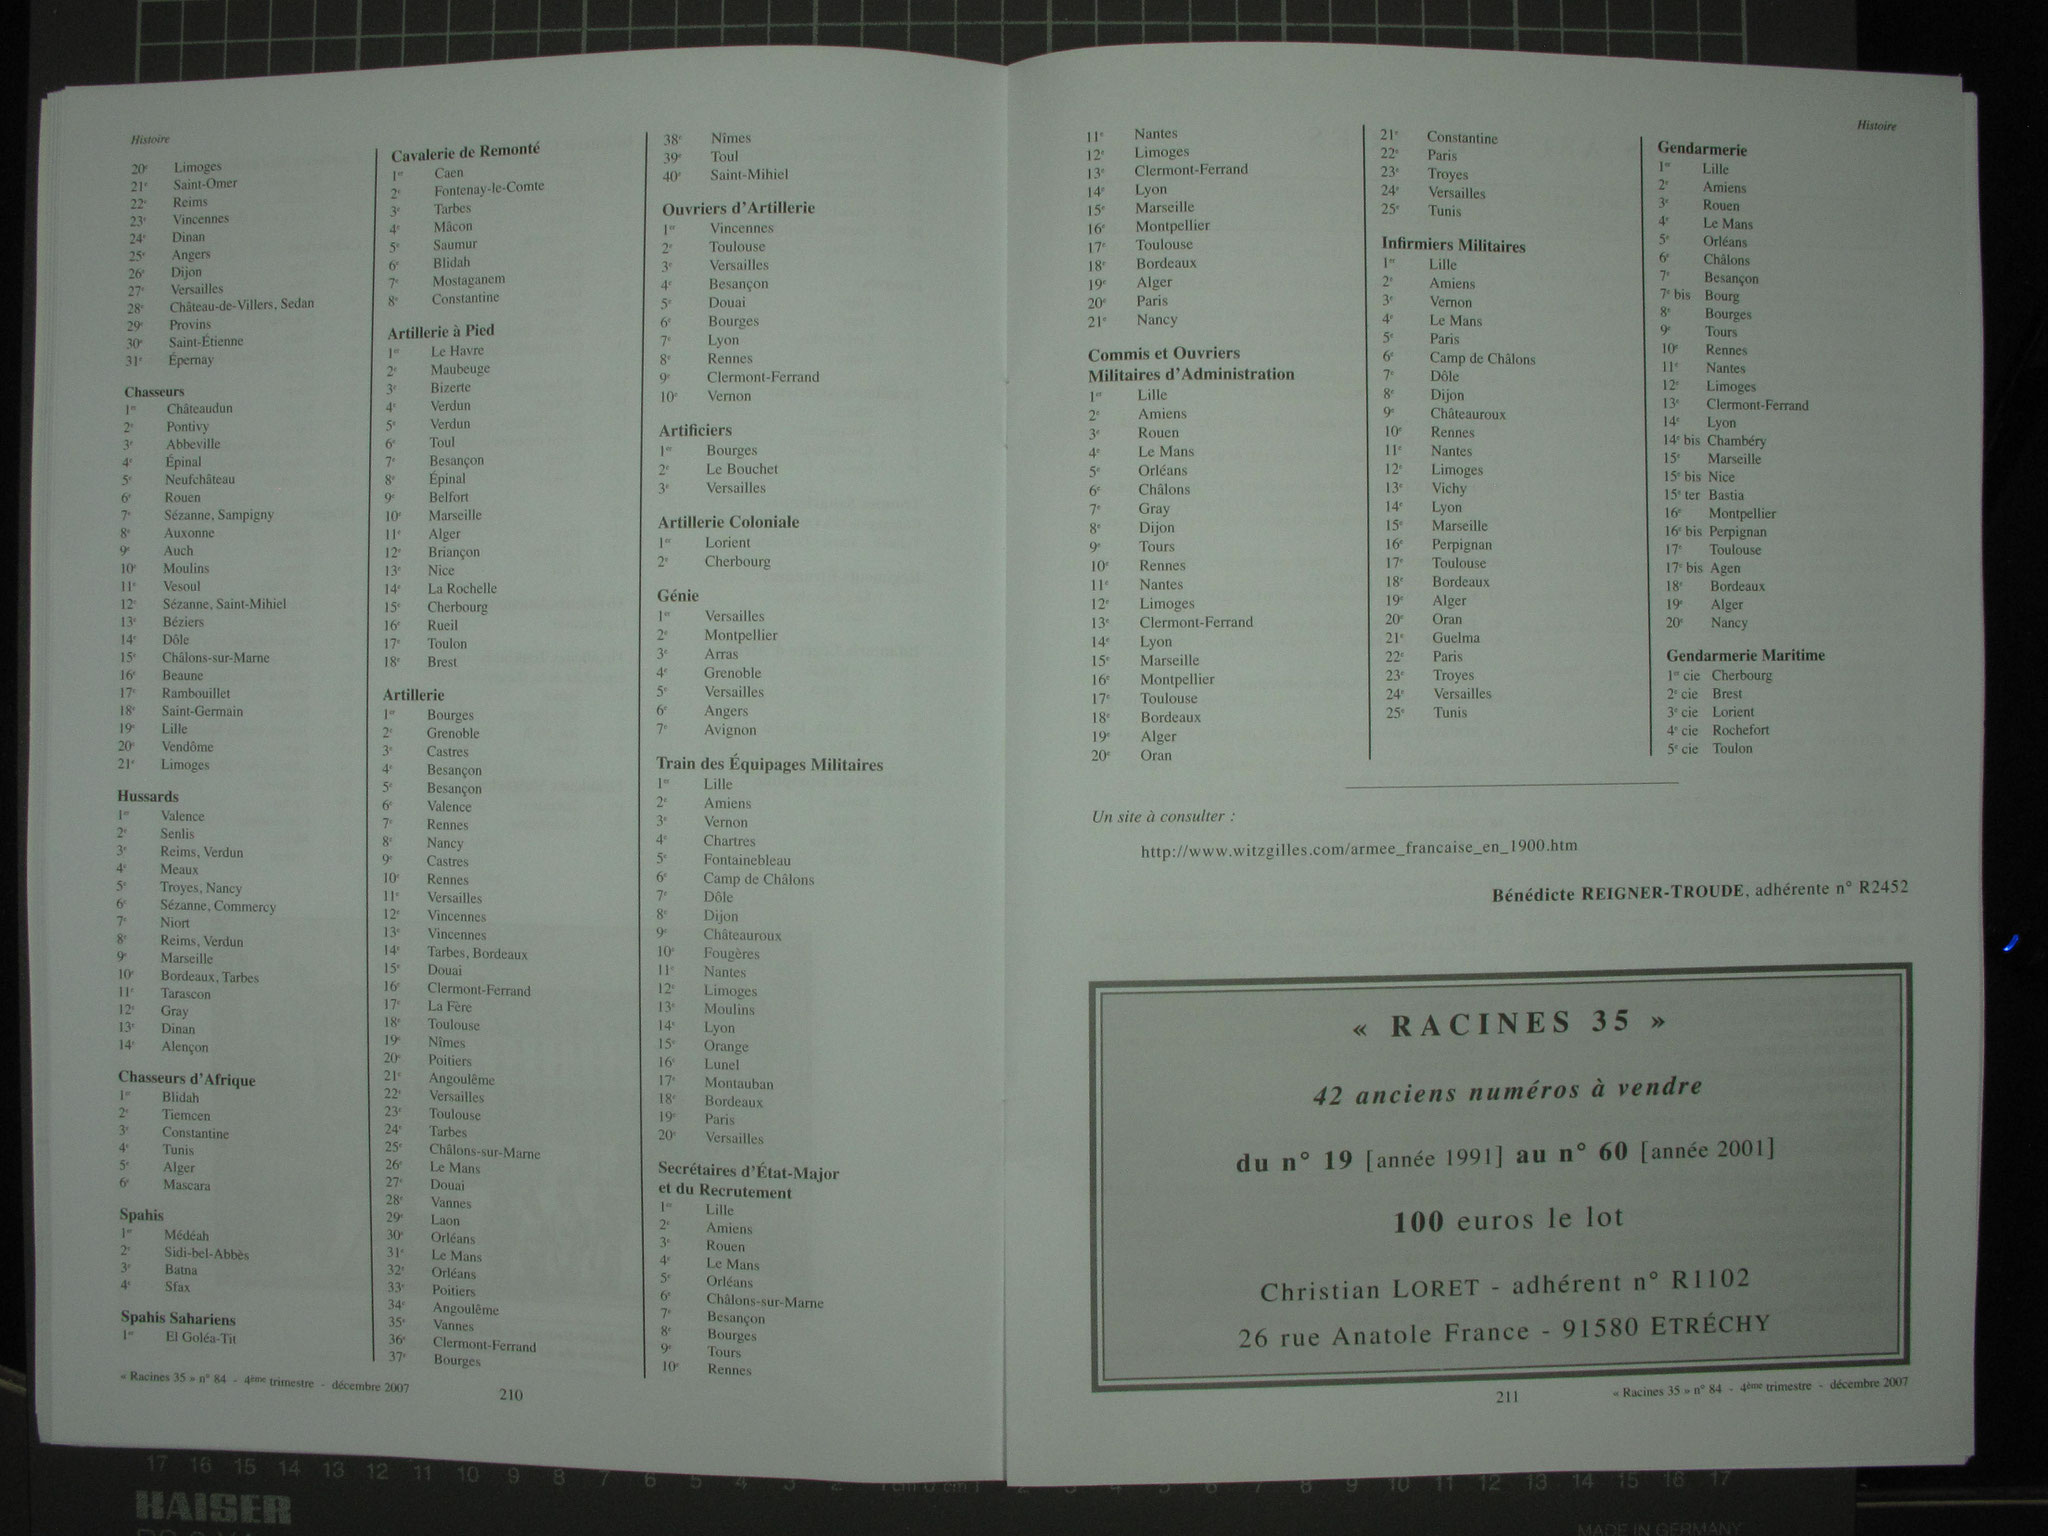 Histoire
20e Limoges
21e Saint-Omer
22e Reims
23e Vincennes
24e Dinan
25e Angers
26e Dijon
27e Versailles
28e Château-de-Villers, Sedan
29e Provins
30e Saint-Étienne
31e Épernay
Chasseurs
1er Châteaudun
2e Pontivy
3e Abbeville
4e Épinal
5e Neufchâteau
6e Rouen
7e Sézanne, Sampigny
8e Auxonne
9e Auch
10e Moulins
11e Vesoul
12e Sézanne, Saint-Mihiel
13e Béziers
14e Dôle
15e Châlons-sur-Marne
16e Beaune
17e Rambouillet
18e Saint-Germain
19e Lille
20e Vendôme
21e Limoges
Hussards
1er Valence
2e Senlis
3e Reims, Verdun
4e Meaux
5e Troyes, Nancy
6e Sézanne, Commercy
7e Niort
8e Reims, Verdun
9e Marseille
10e Bordeaux, Tarbes
11e Tarascon
12e Gray
13e Dinan
14e Alençon
Chasseurs d'Afrique
1er Blidah
2e Tiemcen
3e Constantine
4e Tunis
5e Alger
6e Mascara
Spahis
1er Médéah
2e Sidi-bel-Abbès
3e Batna
4e Sfax
Spahis Sahariens
1er El Goléa-Tit
Cavalerie de Remonté
1er Caen
2e Fontenay-le-Comte
3e Tarbes
4e Mâcon
5e Saumur
6e Blidah
7e Mostaganem
8e Constantine
Artillerie à Pied
1er Le Havre
2e Maubeuge
3e Bizerte
4e Verdun
5e Verdun
6e Toul
7e Besançon
8e Épinal
9e Belfort
10e Marseille
11e Alger
12e Briançon
13e Nice
14e La Rochelle
15e Cherbourg
16e Rueil
17e Toulon
18e Brest
Artillerie
1er Bourges
2e Grenoble
3e Castres
4e Besançon
5e Besançon
6e Valence
7e Rennes
8e Nancy
9e Castres
10e Rennes
11e Versailles
12e Vincennes
13e Vincennes
14e Tarbes, Bordeaux
15e Douai
16e Clermont-Ferrand
17e La Fère
18e Toulouse
19e Nîmes
20e Poitiers
21e Angoulême
22e Versailles
23e Toulouse
24e Tarbes
25e Châlons-sur-Marne
26e Le Mans
27e Douai
28e Vannes
29e Laon
30e Orléans
31e Le Mans
32e Orléans
33e Poitiers
34e Angoulême
35e Vannes
36e Clermont-Ferrand
37e Bourges
38e Nîmes
39e Toul
40e Saint-Mihiel
Ouvriers d'Artillerie
1er Vincennes
2e Toulouse
3e Versailles
4e Besançon
5e Douai
6e Bourges
7e Lyon
8e Rennes
9e Clermont-Ferrand
10e Vernon
Artificiers
1er Bourges
2e Le Bouchet
3e Versailles
Artillerie Coloniale
1er Lorient
2e Cherbourg
Génie
1er Versailles
2e Montpellier
3e Arras
4e Grenoble
5e Versailles
6e Angers
7e Avignon
Train des Équipages Militaires
1er Lille
2e Amiens
3e Vernon
4e Chartres
5e Fontainebleau
6e Camp de Châlons
7e Dôle
8e Dijon
9e Châteauroux
10e Fougères
11e Nantes
12e Limoges
13e Moulins
14e Lyon
15e Orange
16e Lunel
17e Montauban
18e Bordeaux
19e Paris
20e Versailles
Secrétaires d'État-Major
et du Recrutement
1er Lille
2e Amiens
3e Rouen
4e Le Mans
5e Orléans
6e Châlons-sur-Marne
7e Besançon
8e Bourges
9e Tours
10e Rennes
« Racines 35 » n° 84 - 4ème trimestre - décembre 2007
210
Histoire
11e Nantes
12e Limoges
13e Clermont-Ferrand
14e Lyon
15e Marseille
16e Montpellier
17e Toulouse
18e Bordeaux
19e Alger
20e Paris
21e Nancy
Commis et Ouvriers
Militaires d'Administration
1er Lille
2e Amiens
3e Rouen
4e Le Mans
5e Orléans
6e Châlons
7e Gray
8e Dijon
9e Tours
10e Rennes
11e Nantes
12e Limoges
13e Clermont-Ferrand
14e Lyon
15e Marseille
16e Montpellier
17e Toulouse
18e Bordeaux
19e Alger
20e Oran
21e Constantine
22e Paris
23e Troyes
24e Versailles
25e Tunis
Infirmiers Militaires
1er Lille
2e Amiens
3e Vernon
4e Le Mans
5e Paris
6e Camp de Châlons
7e Dôle
8e Dijon
9e Châteauroux
10e Rennes
11e Nantes
12e Limoges
13e Vichy
14e Lyon
15e Marseille
16e Perpignan
17e Toulouse
18e Bordeaux
19e Alger
20e Oran
21e Guelma
22e Paris
23e Troyes
24e Versailles
25e Tunis
Gendarmerie
1er Lille
2e Amiens
3e Rouen
4e Le Mans
5e Orléans
6e Châlons
7e Besançon
7e bis Bourg
8e Bourges
9e Tours
10e Rennes
11e Nantes
12e Limoges
13e Clermont-Ferrand
14e Lyon
14e bis Chambéry
15e Marseille
15e bis Nice
15e ter Bastia
16e Montpellier
16e bis Perpignan
17e Toulouse
17e bis Agen
18e Bordeaux
19e Alger
20e Nancy
Gendarmerie Maritime
1er cie Cherbourg
2e cie Brest
3e cie Lorient
4e cie Rochefort
5e cie Toulon
Un site à consulter :
http://www.witzgilles.com/armee_francaise_en_1900.htm
Bénédicte REIGNER-TROUDE, adhérente n° R2452
« RACINES 35 »
42 anciens numéros à vendre
du n° 19 [année 1991] au n° 60 [année 2001]
100 euros le lot
Christian LORET - adhérent n° R1102
26 rue Anatole France - 91580 ETRÉCHY
211
« Racines 35 » n° 84 - 4ème trimestre - décembre 2007
17 16 15 14 13 12 11 10 9 8 7 6 5 4 3 2
10 11 12 13 14 15 16 17
KAISER
MADE IN GERMANY